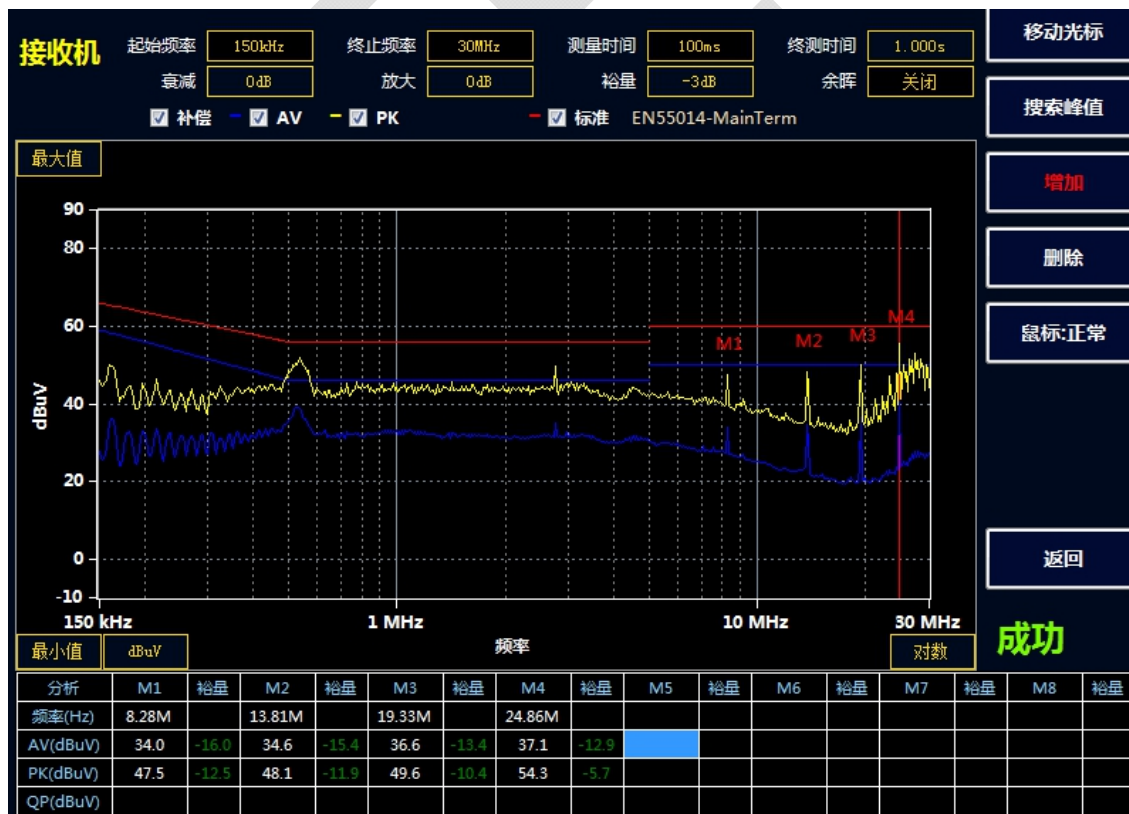 接收机 起始频率 150kHz 终止频率 30MHz 测量时间 100ms 终测时间 1.000s
衰减 0dB 放大 0dB 裕量 -3dB 余晖 关闭
补偿 AV PK 标准 EN55014-MainTerm
移动光标
搜索峰值
增加
删除
鼠标:正常
返回
成功
最大值
90
80
60
40
20
0
-10
dBuV
M1 M2 M3 M4
150 kHz 1 MHz 10 MHz 30 MHz
最小值 dBuV 频率 对数
分析 M1 裕量 M2 裕量 M3 裕量 M4 裕量 M5 裕量 M6 裕量 M7 裕量 M8 裕量
频率(Hz) 8.28M 13.81M 19.33M 24.86M
AV(dBuV) 34.0 -16.0 34.6 -15.4 36.6 -13.4 37.1 -12.9
PK(dBuV) 47.5 -12.5 48.1 -11.9 49.6 -10.4 54.3 -5.7
QP(dBuV)